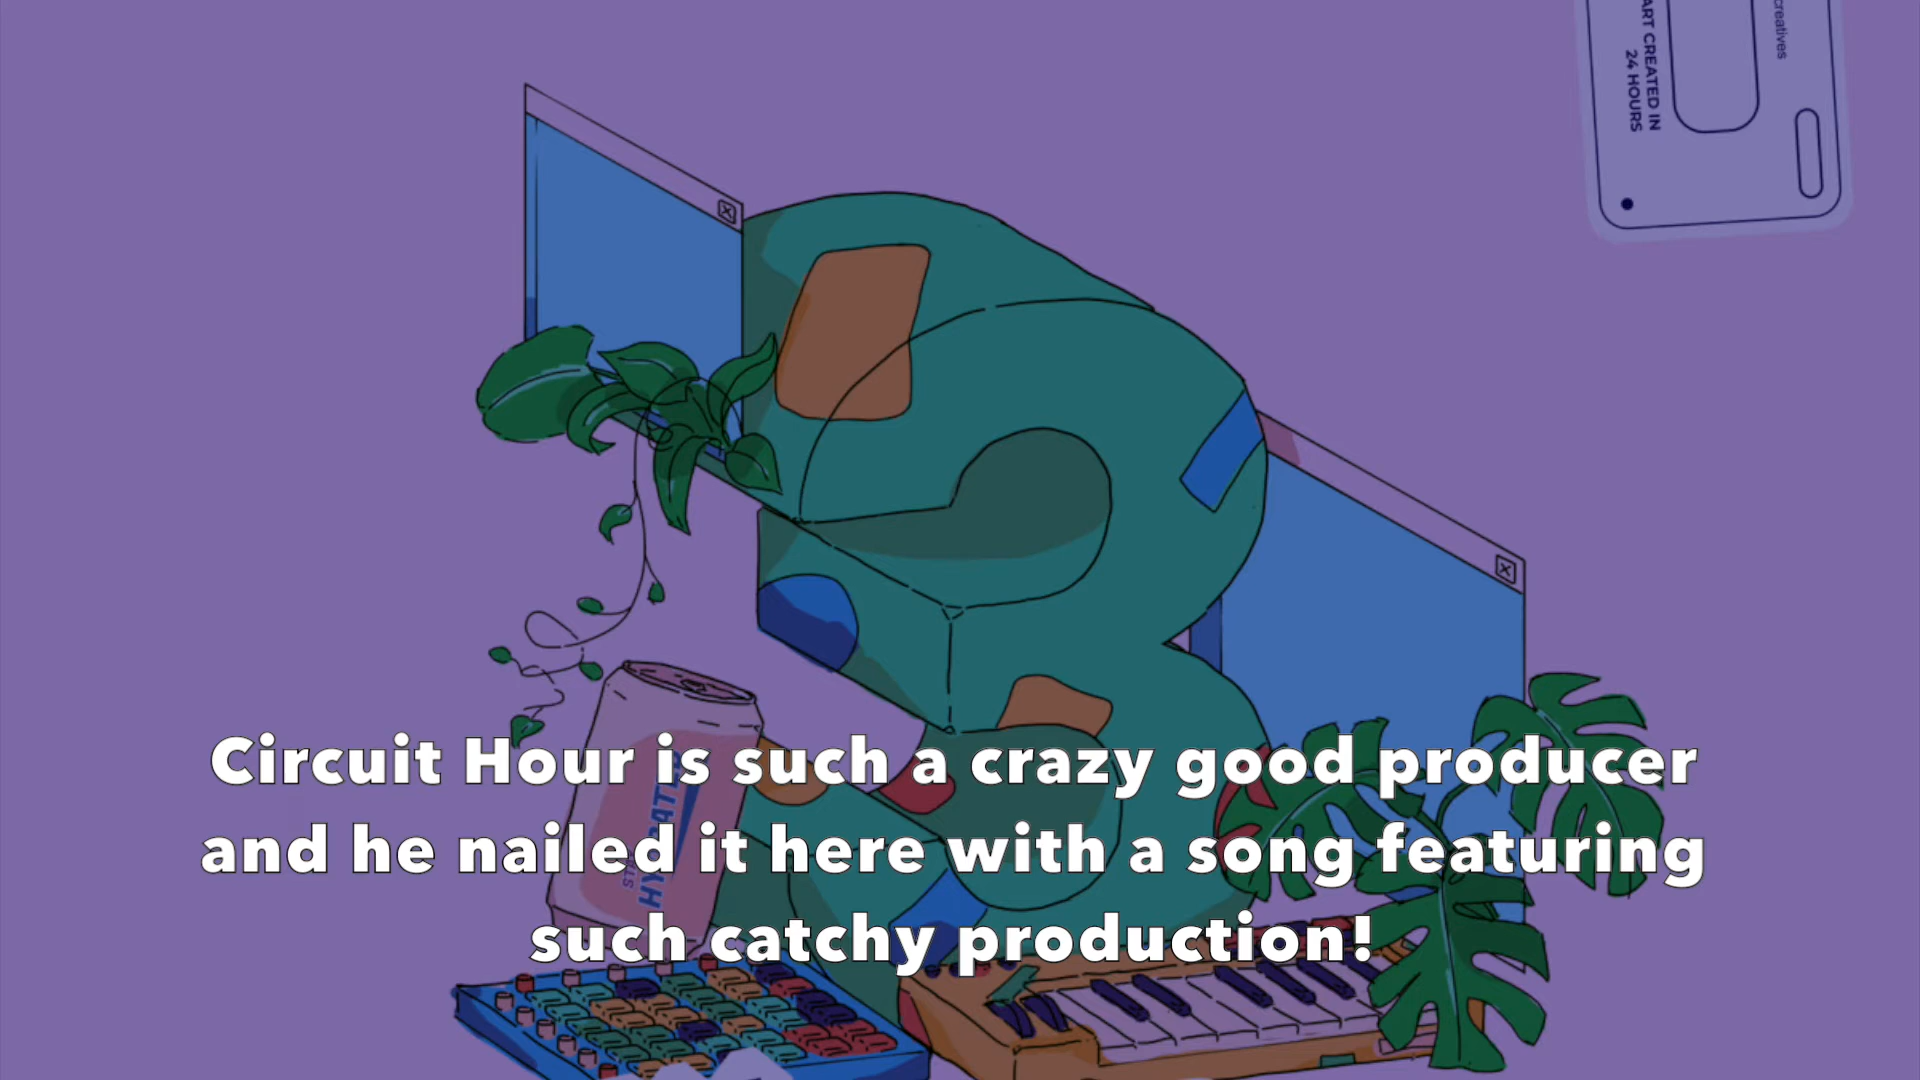 ART CREATED IN
24 HOURS
creatives
Circuit Hour is such a crazy good producer
and he nailed it here with a song featuring
such catchy production!